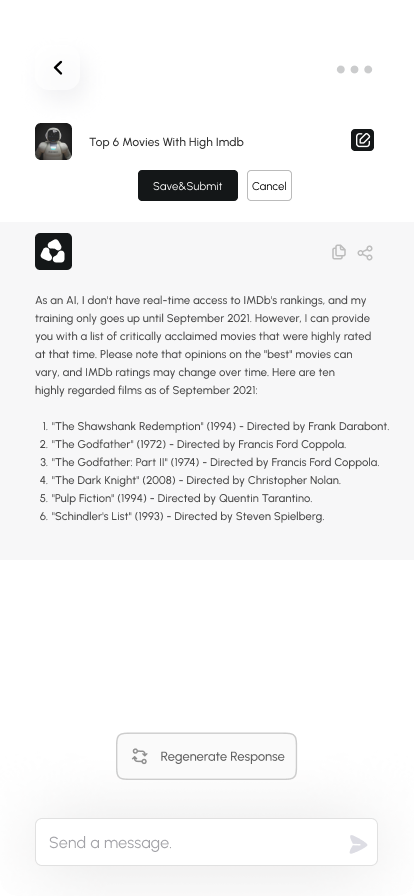 Top 6 Movies With High Imdb
Save&Submit
Cancel
As an AI, I don't have real-time access to IMDb's rankings, and my
training only goes up until September 2021. However, I can provide
you with a list of critically acclaimed movies that were highly rated
at that time. Please note that opinions on the "best" movies can
vary, and IMDb ratings may change over time. Here are ten
highly regarded films as of September 2021:
1. "The Shawshank Redemption" (1994) - Directed by Frank Darabont.
2. "The Godfather" (1972) - Directed by Francis Ford Coppola.
3. "The Godfather: Part II" (1974) - Directed by Francis Ford Coppola.
4. "The Dark Knight" (2008) - Directed by Christopher Nolan.
5. "Pulp Fiction" (1994) - Directed by Quentin Tarantino.
6. "Schindler's List" (1993) - Directed by Steven Spielberg.
Regenerate Response
Send a message.